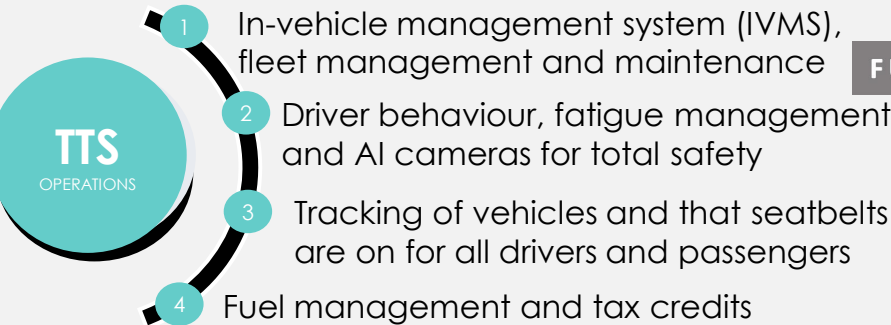 1
In-vehicle management system (IVMS),
fleet management and maintenance
F
2
Driver behaviour, fatigue management
and AI cameras for total safety
TTS
OPERATIONS
3
Tracking of vehicles and that seatbelts
are on for all drivers and passengers
4
Fuel management and tax credits